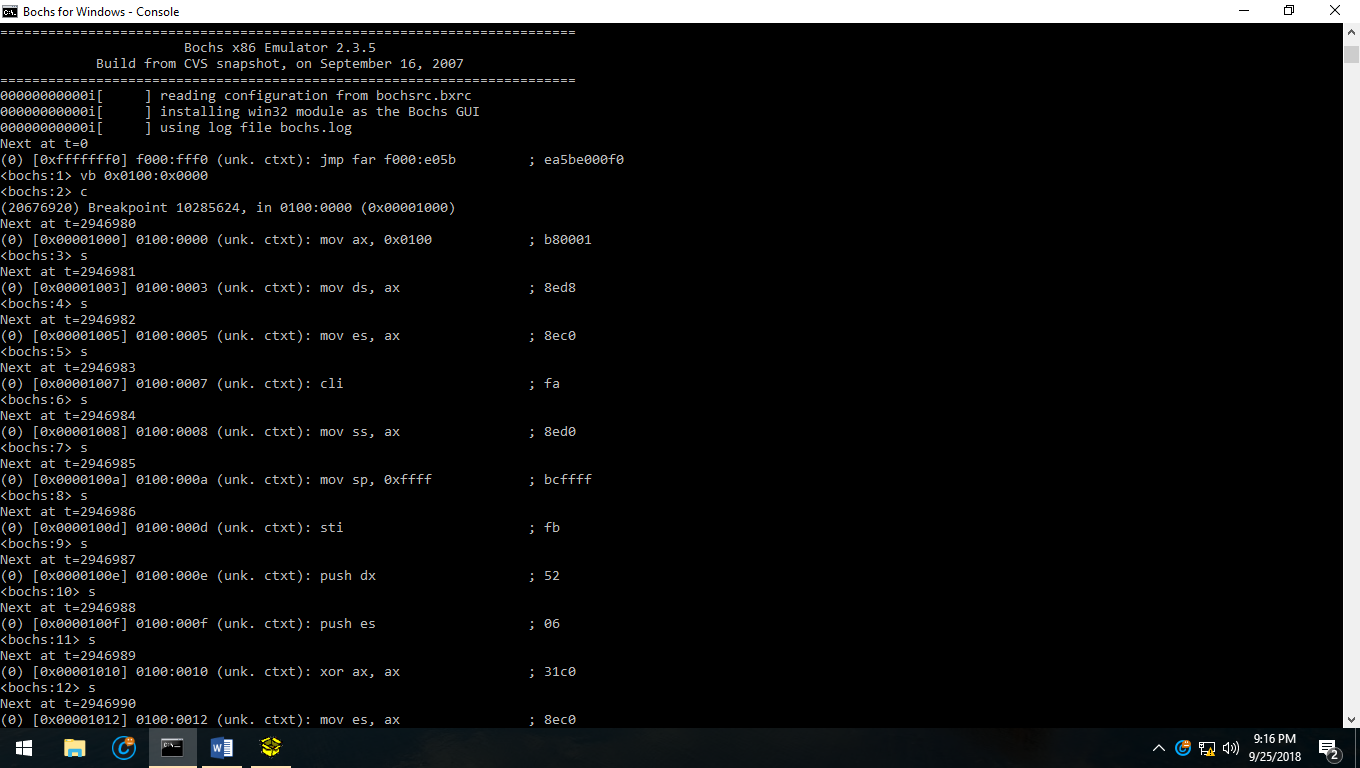 Bochs for Windows - Console
========================================================================
Bochs x86 Emulator 2.3.5
Build from CVS snapshot, on September 16, 2007
========================================================================
00000000000i[     ] reading configuration from bochsrc.bxrc
00000000000i[     ] installing win32 module as the Bochs GUI
00000000000i[     ] using log file bochs.log
Next at t=0
(0) [0xfffffff0] f000:fff0 (unk. ctxt): jmp far f000:e05b         ; ea5be000f0
<bochs:1> vb 0x0100:0x0000
<bochs:2> c
(20676920) Breakpoint 10285624, in 0100:0000 (0x00001000)
Next at t=2946980
(0) [0x00001000] 0100:0000 (unk. ctxt): mov ax, 0x0100            ; b80001
<bochs:3> s
Next at t=2946981
(0) [0x00001003] 0100:0003 (unk. ctxt): mov ds, ax                ; 8ed8
<bochs:4> s
Next at t=2946982
(0) [0x00001005] 0100:0005 (unk. ctxt): mov es, ax                ; 8ec0
<bochs:5> s
Next at t=2946983
(0) [0x00001007] 0100:0007 (unk. ctxt): cli                       ; fa
<bochs:6> s
Next at t=2946984
(0) [0x00001008] 0100:0008 (unk. ctxt): mov ss, ax                ; 8ed0
<bochs:7> s
Next at t=2946985
(0) [0x0000100a] 0100:000a (unk. ctxt): mov sp, 0xffff            ; bcffff
<bochs:8> s
Next at t=2946986
(0) [0x0000100d] 0100:000d (unk. ctxt): sti                       ; fb
<bochs:9> s
Next at t=2946987
(0) [0x0000100e] 0100:000e (unk. ctxt): push dx                   ; 52
<bochs:10> s
Next at t=2946988
(0) [0x0000100f] 0100:000f (unk. ctxt): push es                   ; 06
<bochs:11> s
Next at t=2946989
(0) [0x00001010] 0100:0010 (unk. ctxt): xor ax, ax                ; 31c0
<bochs:12> s
Next at t=2946990
(0) [0x00001012] 0100:0012 (unk. ctxt): mov es, ax                ; 8ec0
9:16 PM
9/25/2018
2